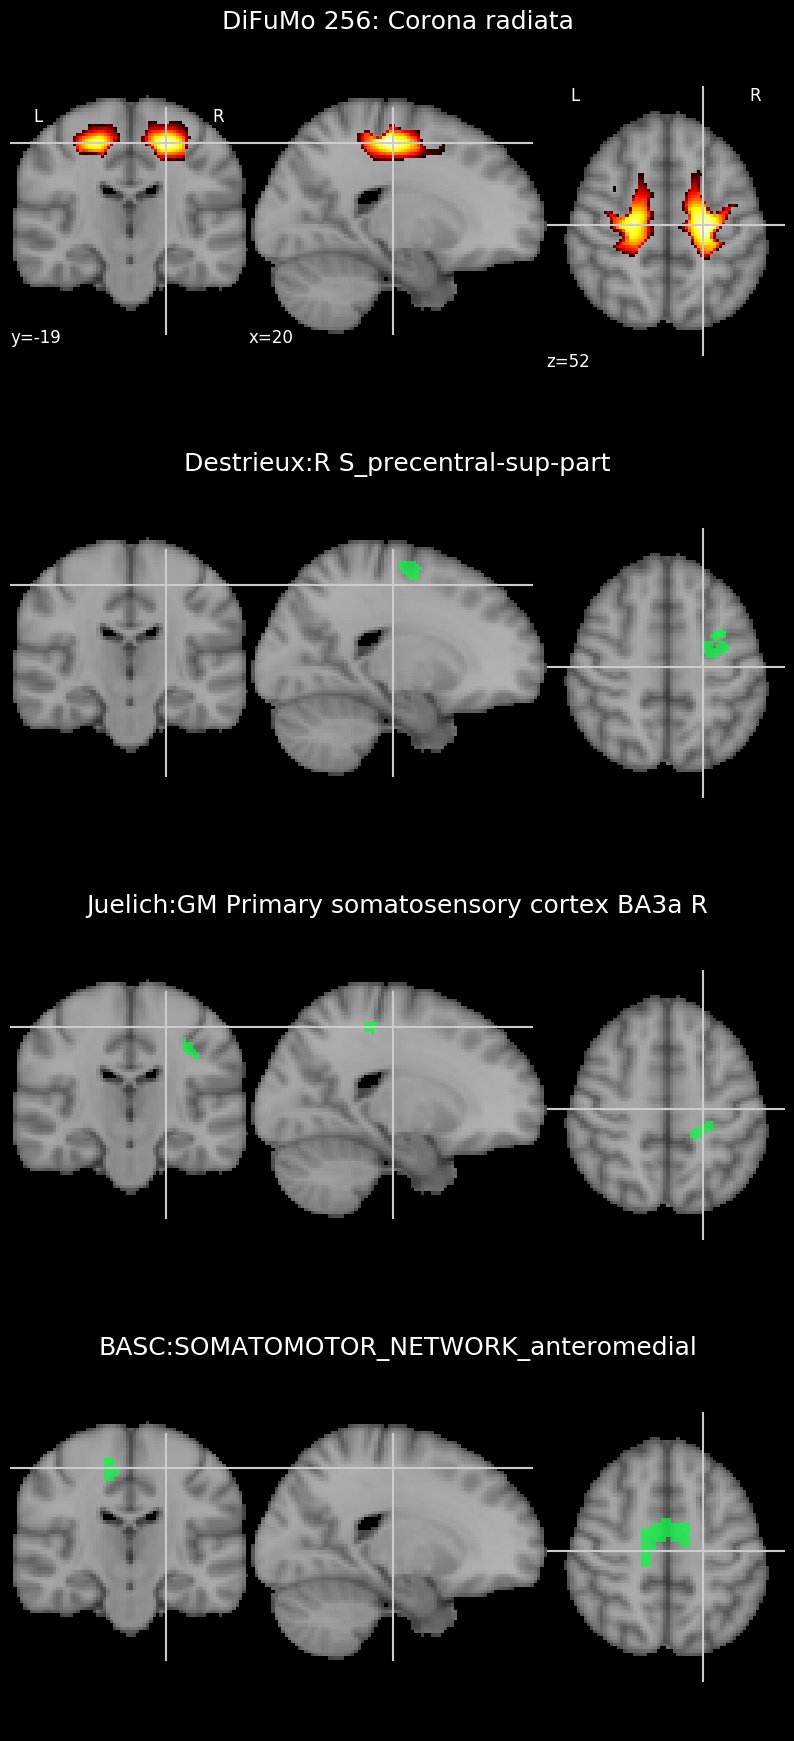 DiFuMo 256: Corona radiata
L R
L R
y=-19
x=20
z=52
Destrieux:R S_precentral-sup-part
Juelich:GM Primary somatosensory cortex BA3a R
BASC:SOMATOMOTOR_NETWORK_anteromedial